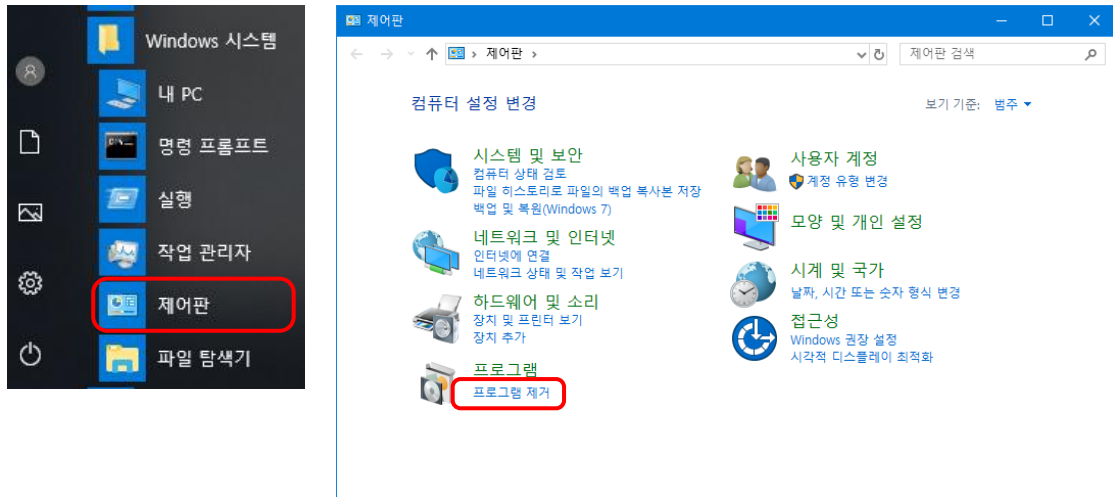 Windows 시스템
내 PC
명령 프롬프트
실행
작업 관리자
제어판
파일 탐색기
제어판
제어판
제어판 검색
컴퓨터 설정 변경
보기 기준: 범주
시스템 및 보안
컴퓨터 상태 검토
파일 히스토리로 파일의 백업 복사본 저장
백업 및 복원(Windows 7)
네트워크 및 인터넷
인터넷에 연결
네트워크 상태 및 작업 보기
하드웨어 및 소리
장치 및 프린터 보기
장치 추가
프로그램
프로그램 제거
사용자 계정
계정 유형 변경
모양 및 개인 설정
시계 및 국가
날짜, 시간 또는 숫자 형식 변경
접근성
Windows 권장 설정
시각적 디스플레이 최적화